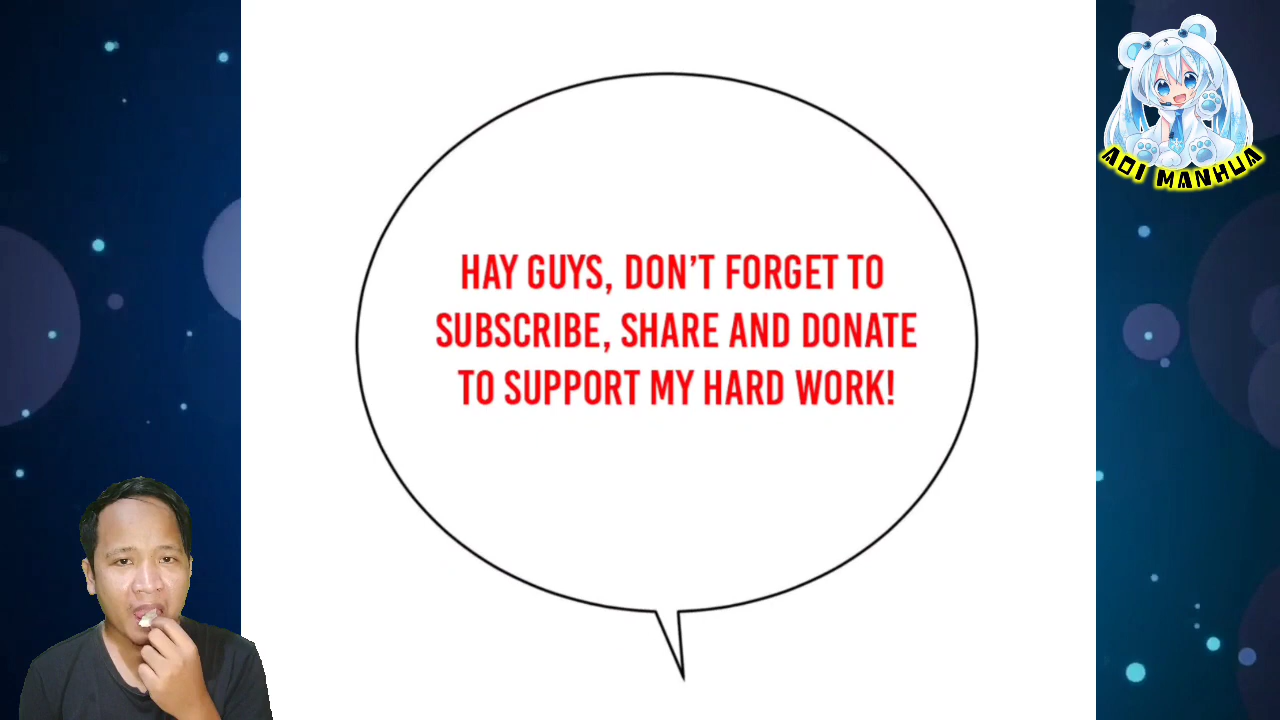 HAY GUYS, DON'T FORGET TO
SUBSCRIBE, SHARE AND DONATE
TO SUPPORT MY HARD WORK!
AOI MANHUA